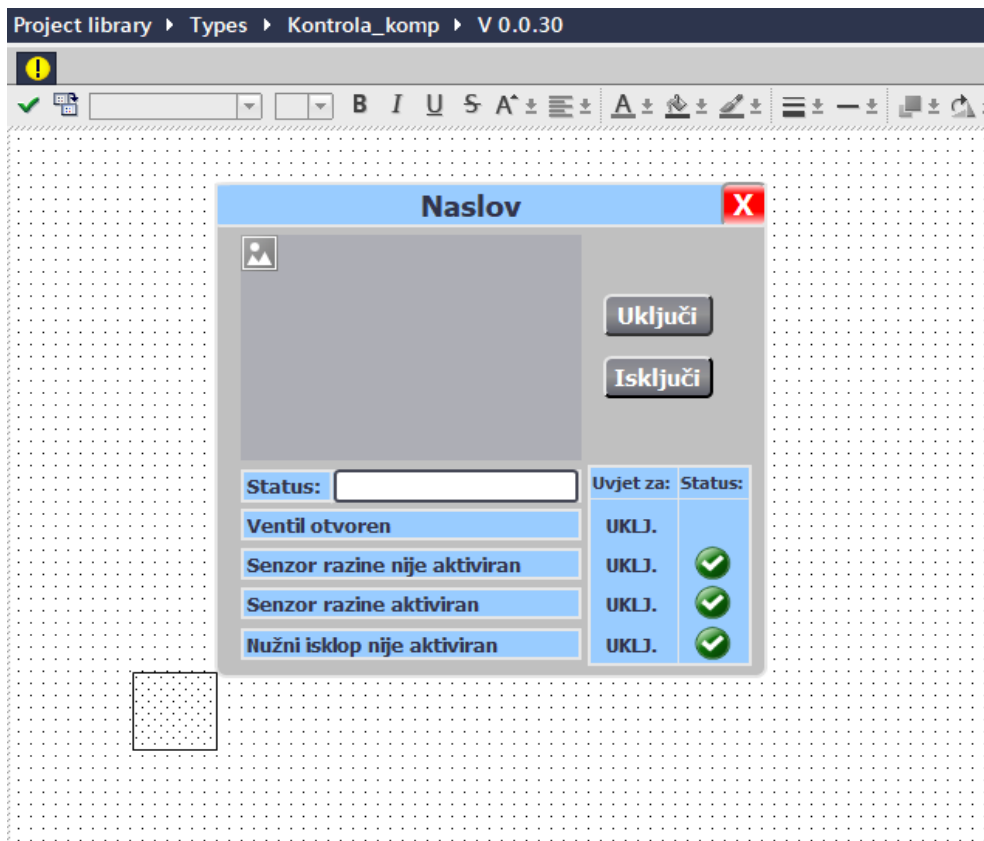 Project library Types Kontrola_komp V 0.0.30
B I U S A A
Naslov X
Uključi
Isključi
Status: Uvjet za: Status:
Ventil otvoren UKLJ.
Senzor razine nije aktiviran UKLJ.
Senzor razine aktiviran UKLJ.
Nužni isklop nije aktiviran UKLJ.